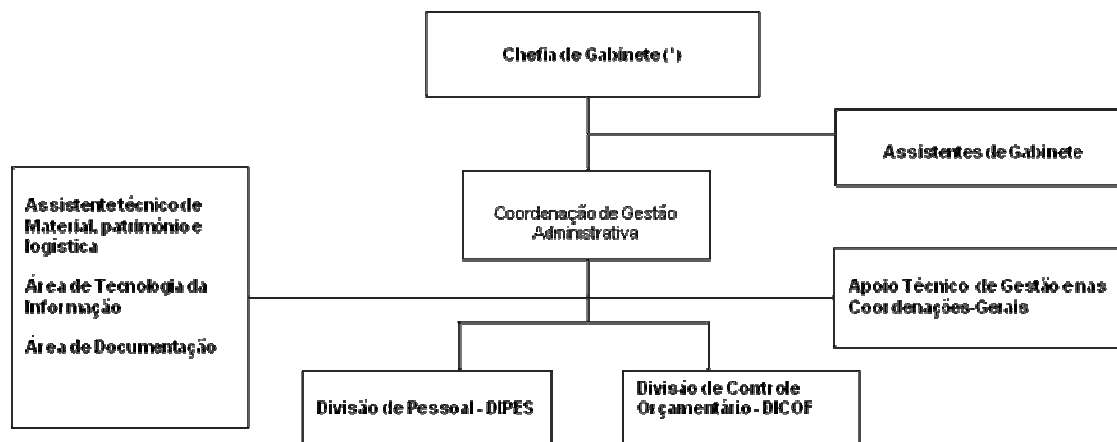 Chefia de Gabinete (*)
Assistentes de Gabinete
Assistente técnico de
Material, patrimônio e
logística
Área de Tecnologia da
Informação
Área de Documentação
Coordenação de Gestão
Administrativa
Apoio Técnico de Gestão e nas
Coordenações-Gerais
Divisão de Pessoal - DIPES
Divisão de Controle
Orçamentário - DICOF